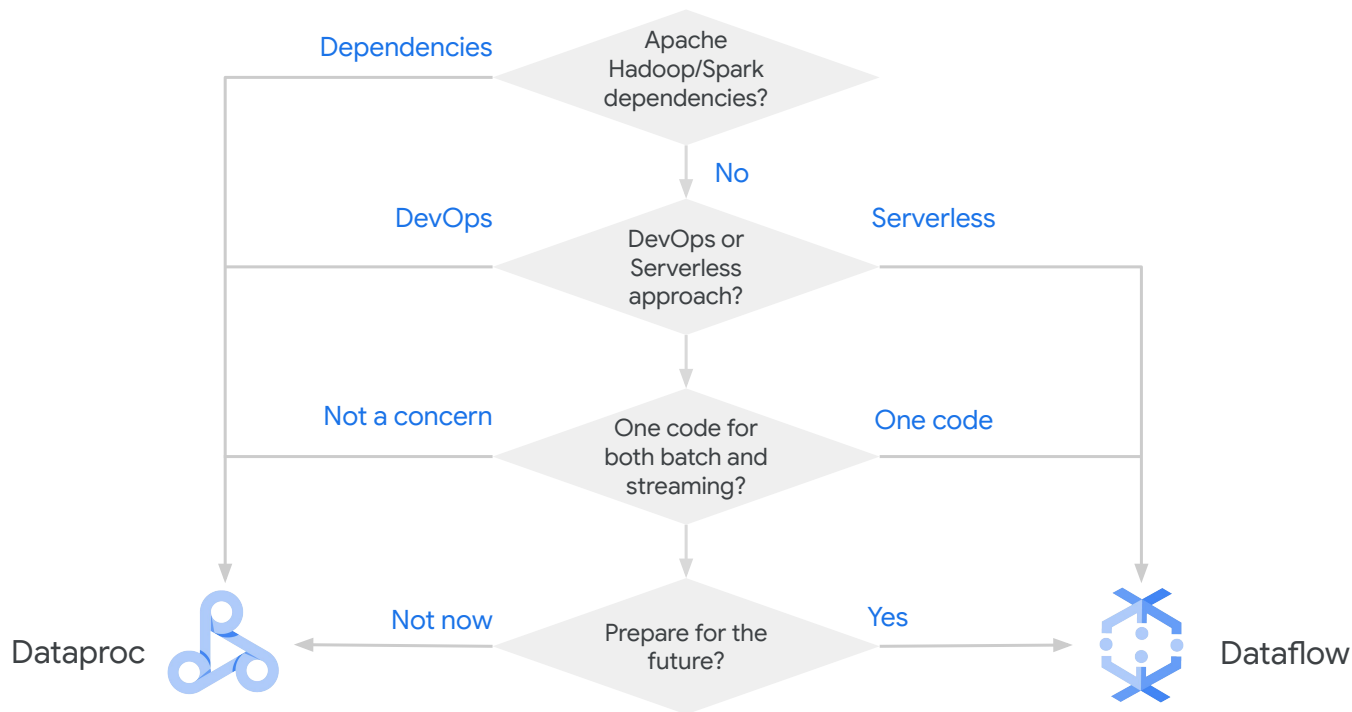 Dependencies
Apache
Hadoop/Spark
dependencies?
No
DevOps
Serverless
DevOps or
Serverless
approach?
Not a concern
One code
One code for
both batch and
streaming?
Not now
Yes
Prepare for the
future?
Dataproc
Dataflow